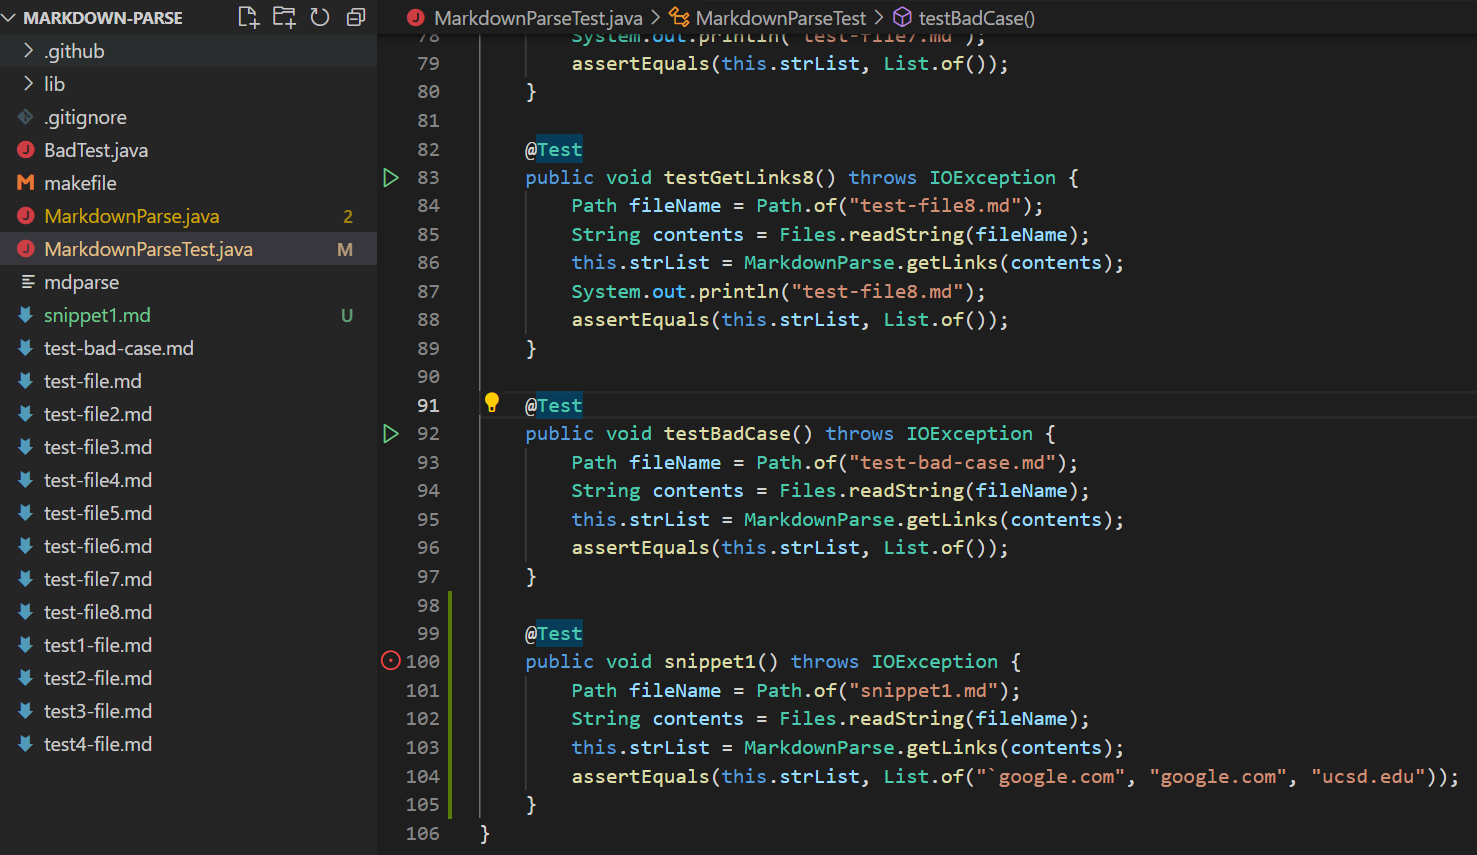 MARKDOWN-PARSE
.github
lib
.gitignore
BadTest.java
makefile
MarkdownParse.java 2
MarkdownParseTest.java M
mdparse
snippet1.md U
test-bad-case.md
test-file.md
test-file2.md
test-file3.md
test-file4.md
test-file5.md
test-file6.md
test-file7.md
test-file8.md
test1-file.md
test2-file.md
test3-file.md
test4-file.md
MarkdownParseTest.java > MarkdownParseTest > testBadCase()
78 System.out.println("test-file7.md");
79 assertEquals(this.strList, List.of());
80 }
81
82 @Test
83 public void testGetLinks8() throws IOException {
84 Path fileName = Path.of("test-file8.md");
85 String contents = Files.readString(fileName);
86 this.strList = MarkdownParse.getLinks(contents);
87 System.out.println("test-file8.md");
88 assertEquals(this.strList, List.of());
89 }
90
91 @Test
92 public void testBadCase() throws IOException {
93 Path fileName = Path.of("test-bad-case.md");
94 String contents = Files.readString(fileName);
95 this.strList = MarkdownParse.getLinks(contents);
96 assertEquals(this.strList, List.of());
97 }
98
99 @Test
100 public void snippet1() throws IOException {
101 Path fileName = Path.of("snippet1.md");
102 String contents = Files.readString(fileName);
103 this.strList = MarkdownParse.getLinks(contents);
104 assertEquals(this.strList, List.of("`google.com", "google.com", "ucsd.edu"));
105 }
106 }